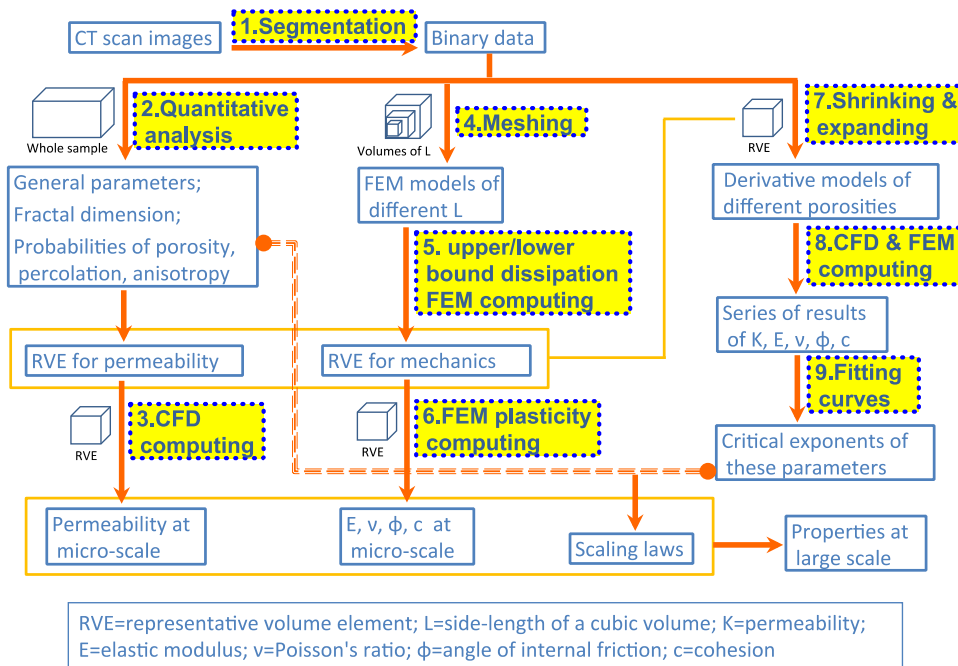 1.Segmentation
CT scan images
Binary data
2.Quantitative
analysis
Whole sample
4.Meshing
Volumes of L
7.Shrinking &
expanding
RVE
General parameters;
Fractal dimension;
Probabilities of porosity,
percolation, anisotropy
FEM models of
different L
Derivative models of
different porosities
5. upper/lower
bound dissipation
FEM computing
8.CFD & FEM
computing
Series of results
of K, E, ν, ϕ, c
RVE for permeability
RVE for mechanics
9.Fitting
curves
3.CFD
computing
RVE
6.FEM plasticity
computing
RVE
Critical exponents of
these parameters
Permeability at
micro-scale
E, ν, ϕ, c at
micro-scale
Scaling laws
Properties at
large scale
RVE=representative volume element; L=side-length of a cubic volume; K=permeability;
E=elastic modulus; ν=Poisson's ratio; ϕ=angle of internal friction; c=cohesion